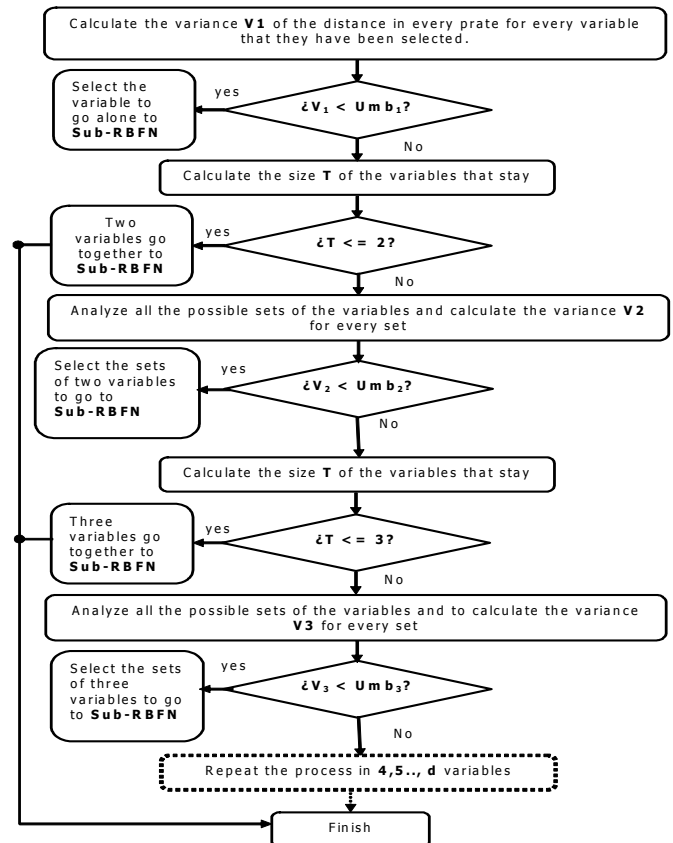 Calculate the variance V1 of the distance in every prate for every variable
that they have been selected.
Select the
variable to
go alone to
Sub-RBFN
yes
¿V₁ < Umb₁?
No
Calculate the size T of the variables that stay
Two
variables go
together to
Sub-RBFN
yes
¿T <= 2?
No
Analyze all the possible sets of the variables and calculate the variance V2
for every set
Select the sets
of two variables
to go to
Sub-RBFN
yes
¿V₂ < Umb₂?
No
Calculate the size T of the variables that stay
Three
variables go
together to
Sub-RBFN
yes
¿T <= 3?
No
Analyze all the possible sets of the variables and to calculate the variance
V3 for every set
Select the sets
of three
variables to go
to Sub-RBFN
yes
¿V₃ < Umb₃?
No
Repeat the process in 4,5.., d variables
Finish